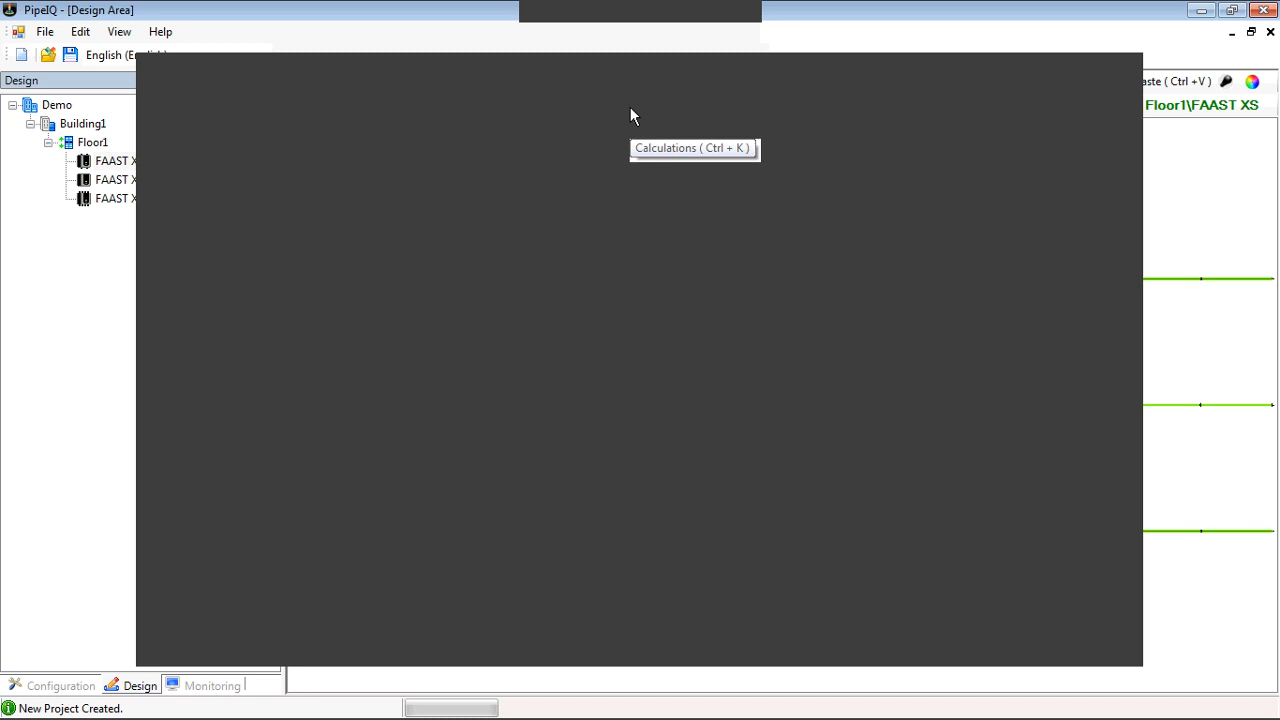 PipeIQ - [Design Area]
File Edit View Help
English (English)
Design
aste ( Ctrl +V )
Demo
Floor1\FAAST XS
Building1
Calculations ( Ctrl + K )
Floor1
FAAST X
FAAST X
FAAST X
Configuration Design Monitoring
New Project Created.